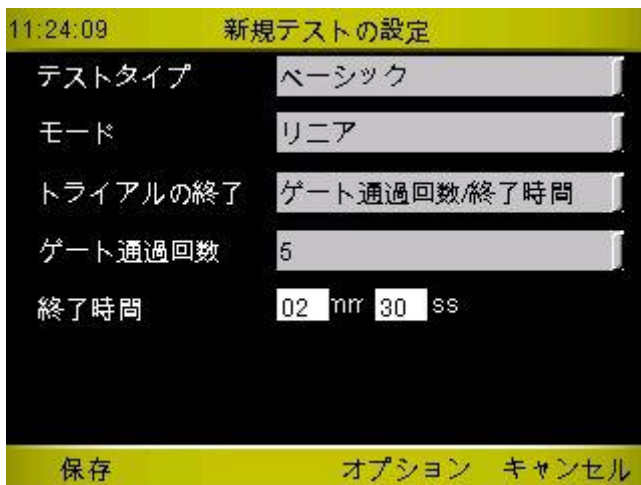 11:24:09 新規テストの設定
テストタイプ ベーシック
モード リニア
トライアルの終了 ゲート通過回数/終了時間
ゲート通過回数 5
終了時間 02 mm 30 ss
保存 オプション キャンセル